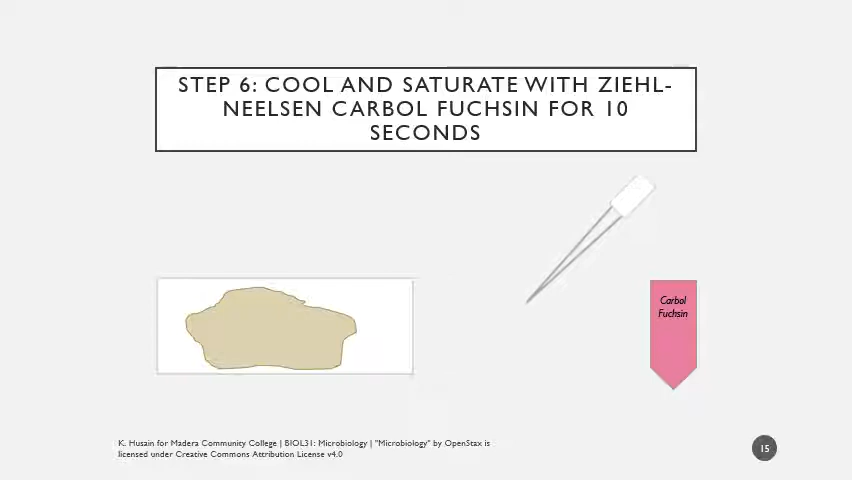 STEP 6: COOL AND SATURATE WITH ZIEHL-
NEELSEN CARBOL FUCHSIN FOR 10
SECONDS
Carbol
Fuchsin
K. Husain for Madera Community College | BIOL31: Microbiology | "Microbiology" by OpenStax is
licensed under Creative Commons Attribution License v4.0
15